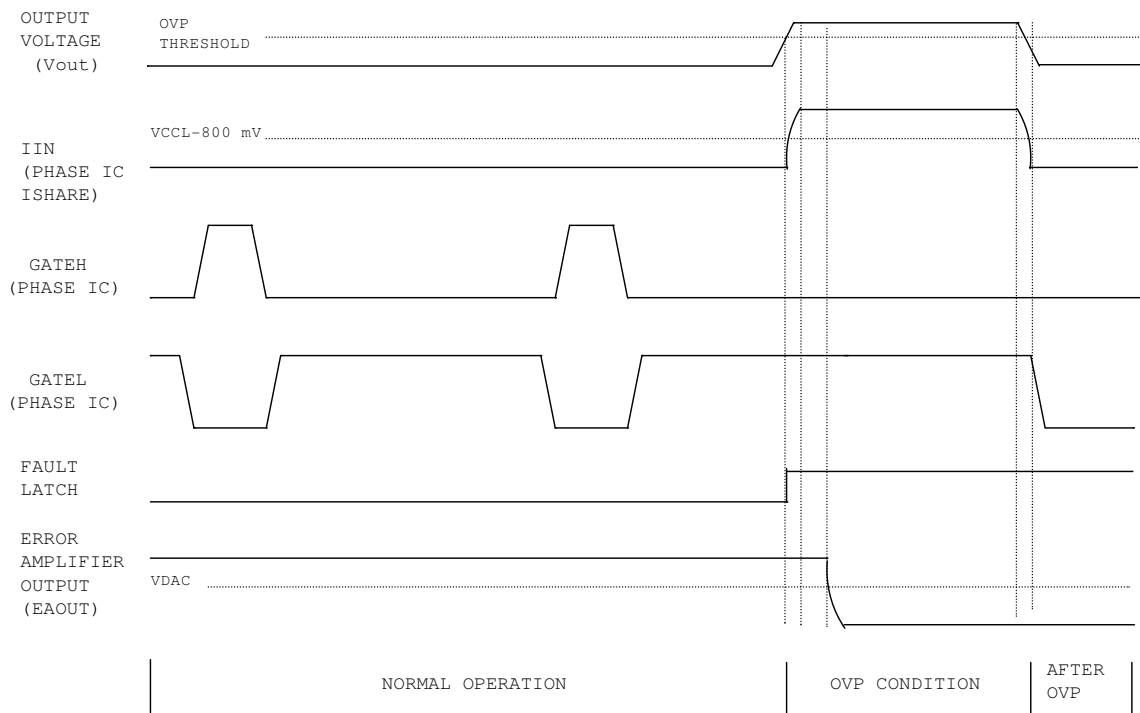 OUTPUT
VOLTAGE
(Vout)
OVP
THRESHOLD
VCCL-800 mV
IIN
(PHASE IC
ISHARE)
GATEH
(PHASE IC)
GATEL
(PHASE IC)
FAULT
LATCH
ERROR
AMPLIFIER
OUTPUT
(EAOUT)
VDAC
NORMAL OPERATION
OVP CONDITION
AFTER
OVP